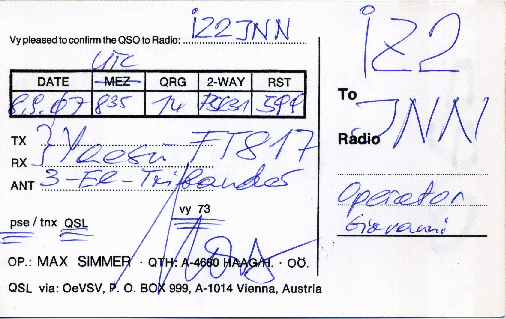 Vy pleased to confirm the QSO to Radio: IZ2JNN
UTC
DATE MEZ QRG 2-WAY RST
8.9.07 835 14 PSK31 599
TX } Yaesu FT817
RX
ANT 3-El-Tribander
vy 73
pse / tnx QSL
OP.: MAX SIMMER · QTH: A-4680 HAAG/H. · OÖ.
QSL via: OeVSV, P. O. BOX 999, A-1014 Vienna, Austria
IZ2
To
JNN
Radio
Operator
Giovanni